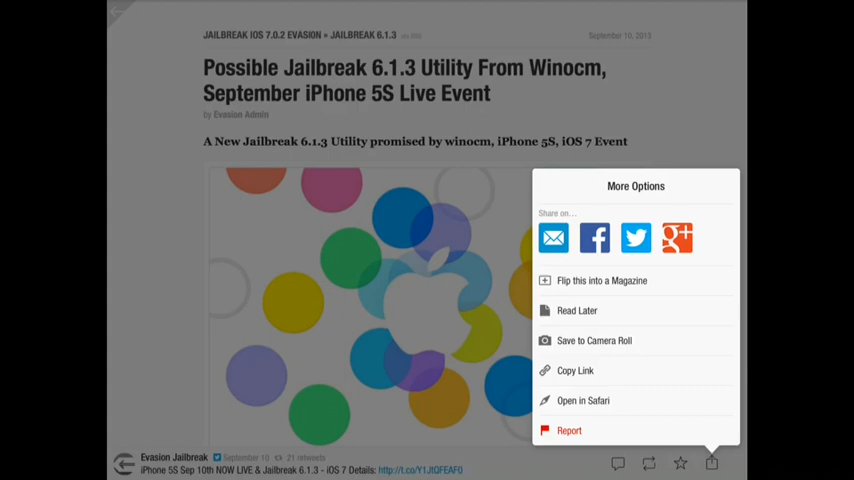 JAILBREAK IOS 7.0.2 EVASION » JAILBREAK 6.1.3 via RSS
September 10, 2013
Possible Jailbreak 6.1.3 Utility From Winocm,
September iPhone 5S Live Event
by Evasion Admin
A New Jailbreak 6.1.3 Utility promised by winocm, iPhone 5S, iOS 7 Event
More Options
Share on...
Flip this into a Magazine
Read Later
Save to Camera Roll
Copy Link
Open in Safari
Report
Evasion Jailbreak September 10 21 retweets
iPhone 5S Sep 10th NOW LIVE & Jailbreak 6.1.3 - iOS 7 Details: http://t.co/Y1JtQFEAF0